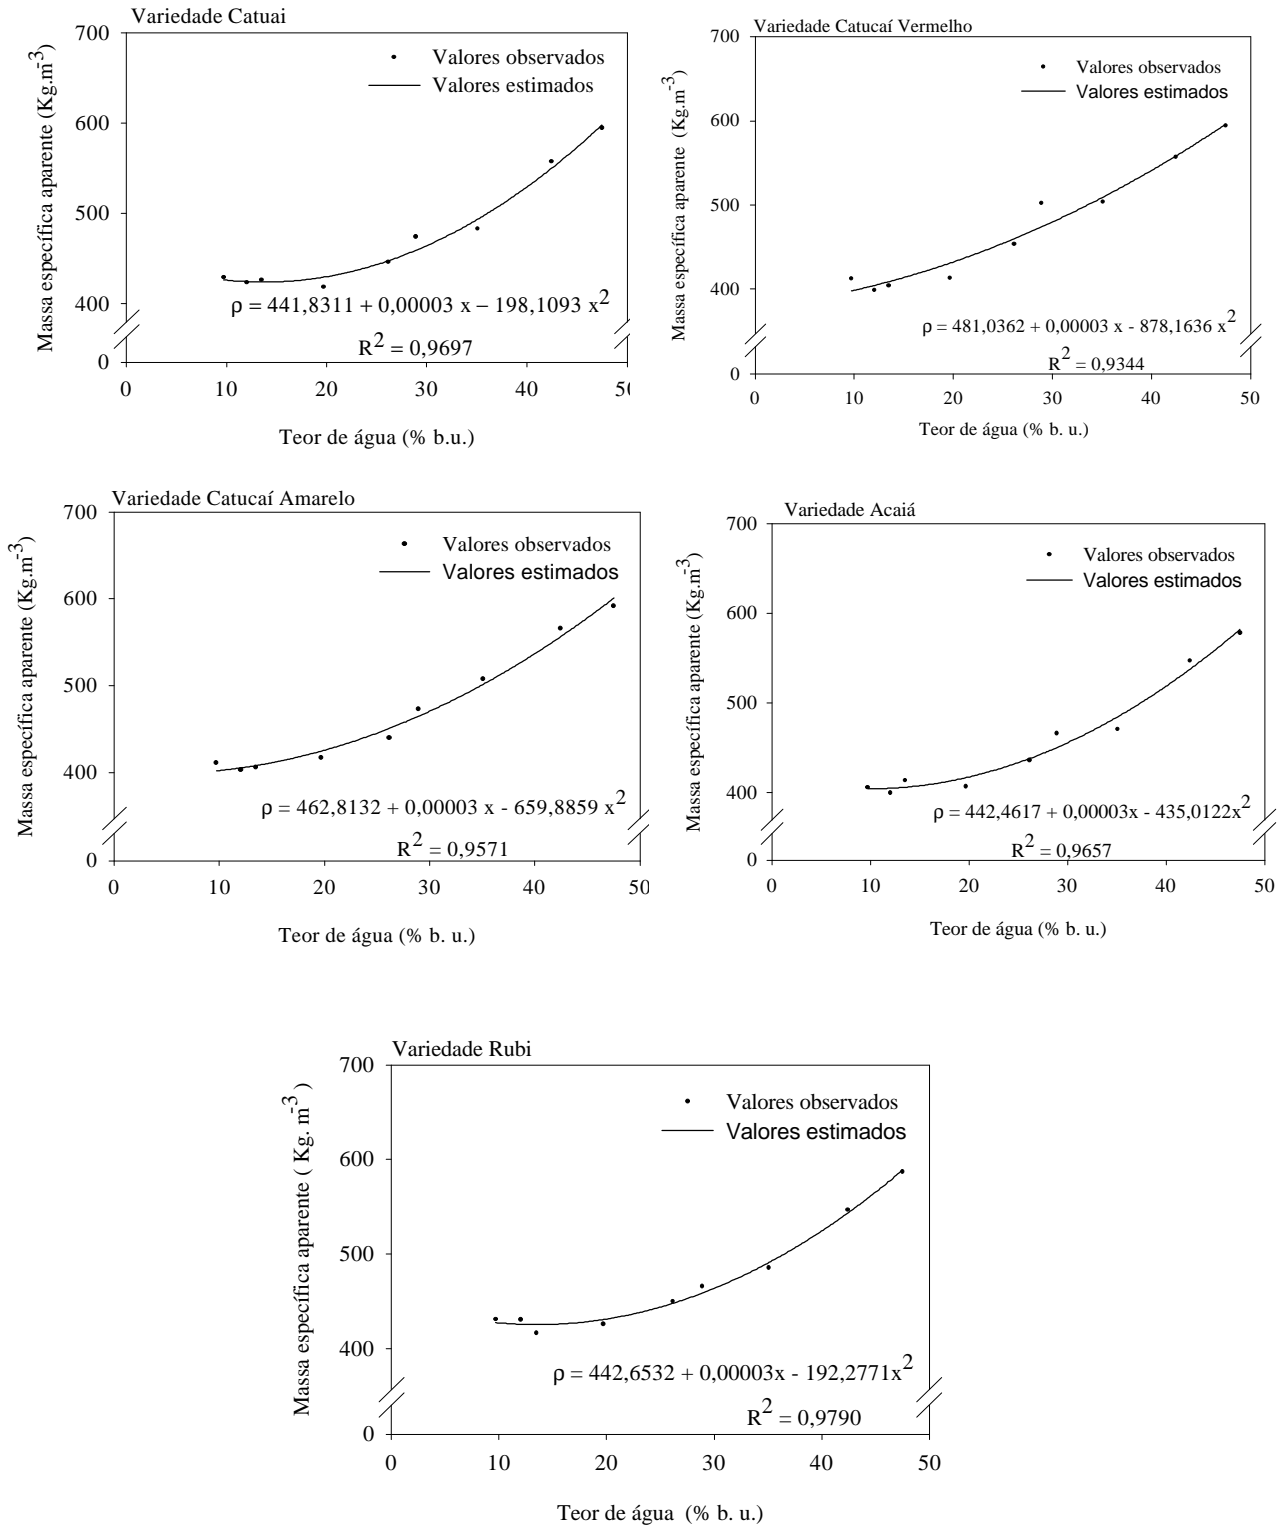 Variedade Catuai
700
600
500
400
0
Massa específica aparente (Kg.m-3)
Valores observados
Valores estimados
ρ = 441,8311 + 0,00003 x – 198,1093 x2
R2 = 0,9697
0 10 20 30 40 50
Teor de água (% b.u.)
Variedade Catucaí Vermelho
700
600
500
400
0
Massa específica aparente (Kg.m-3)
Valores observados
Valores estimados
ρ = 481,0362 + 0,00003 x - 878,1636 x2
R2 = 0,9344
0 10 20 30 40 50
Teor de água (% b. u.)
Variedade Catucaí Amarelo
700
600
500
400
0
Massa específica aparente (Kg.m-3)
Valores observados
Valores estimados
ρ = 462,8132 + 0,00003 x - 659,8859 x2
R2 = 0,9571
0 10 20 30 40 50
Teor de água (% b. u.)
Variedade Acaiá
700
600
500
400
0
Massa específica aparente (Kg.m-3)
Valores observados
Valores estimados
ρ = 442,4617 + 0,00003x - 435,0122x2
R2 = 0,9657
0 10 20 30 40 50
Teor de água (% b. u.)
Variedade Rubi
700
600
500
400
0
Massa específica aparente ( Kg. m-3 )
Valores observados
Valores estimados
ρ = 442,6532 + 0,00003x - 192,2771x2
R2 = 0,9790
0 10 20 30 40 50
Teor de água (% b. u.)